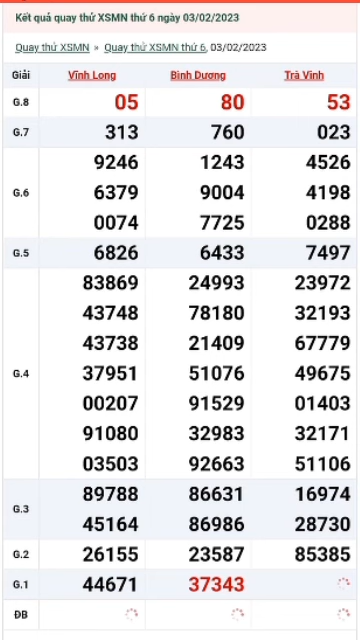 Kết quả quay thử XSMN thứ 6 ngày 03/02/2023
Quay thử XSMN » Quay thử XSMN thứ 6, 03/02/2023
Giải Vĩnh Long Bình Dương Trà Vinh
G.8 05 80 53
G.7 313 760 023
9246 1243 4526
G.6 6379 9004 4198
0074 7725 0288
G.5 6826 6433 7497
83869 24993 23972
43748 78180 32193
43738 21409 67779
G.4 37951 51076 49675
00207 91529 01403
91080 32983 32171
03503 92663 51106
G.3 89788 86631 16974
45164 86986 28730
G.2 26155 23587 85385
G.1 44671 37343
ĐB